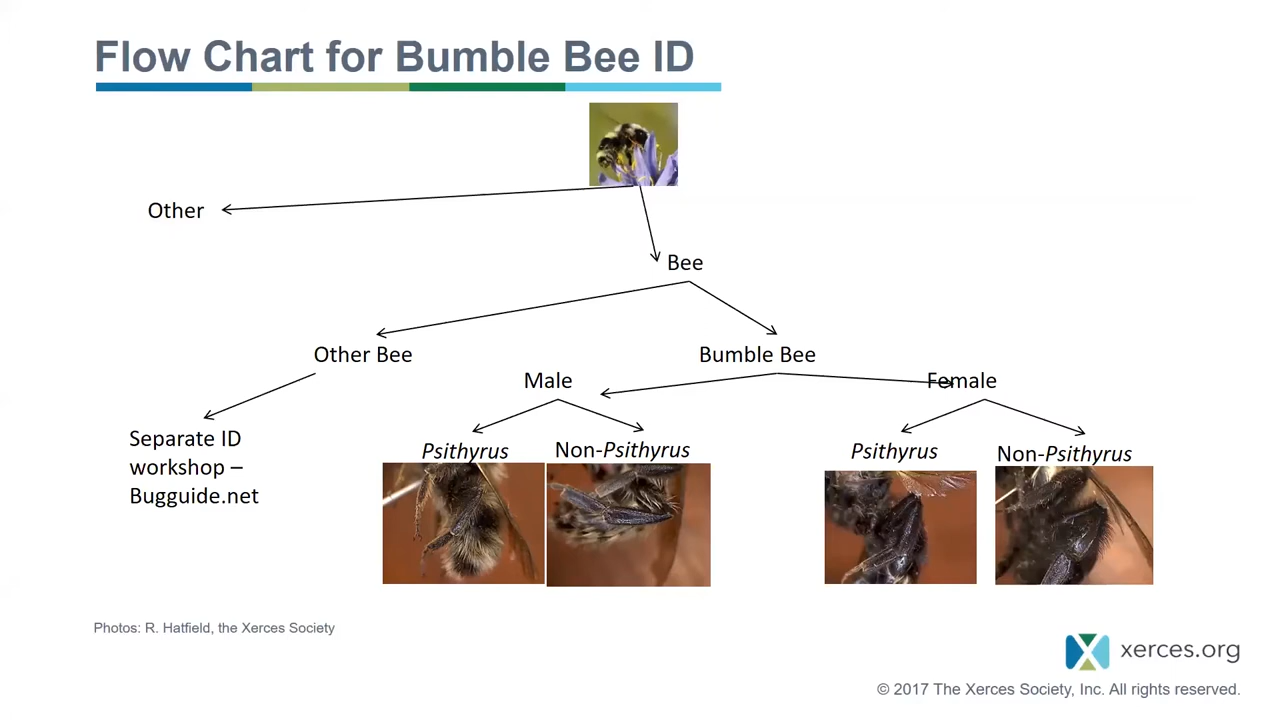 Flow Chart for Bumble Bee ID
Other
Bee
Other Bee
Bumble Bee
Male
Female
Separate ID
workshop –
Bugguide.net
Psithyrus
Non-Psithyrus
Psithyrus
Non-Psithyrus
Photos: R. Hatfield, the Xerces Society
xerces.org
© 2017 The Xerces Society, Inc. All rights reserved.